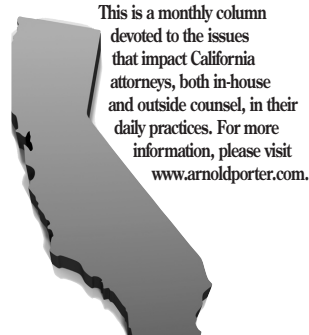 This is a monthly column
devoted to the issues
that impact California
attorneys, both in-house
and outside counsel, in their
daily practices. For more
information, please visit
www.arnoldporter.com.